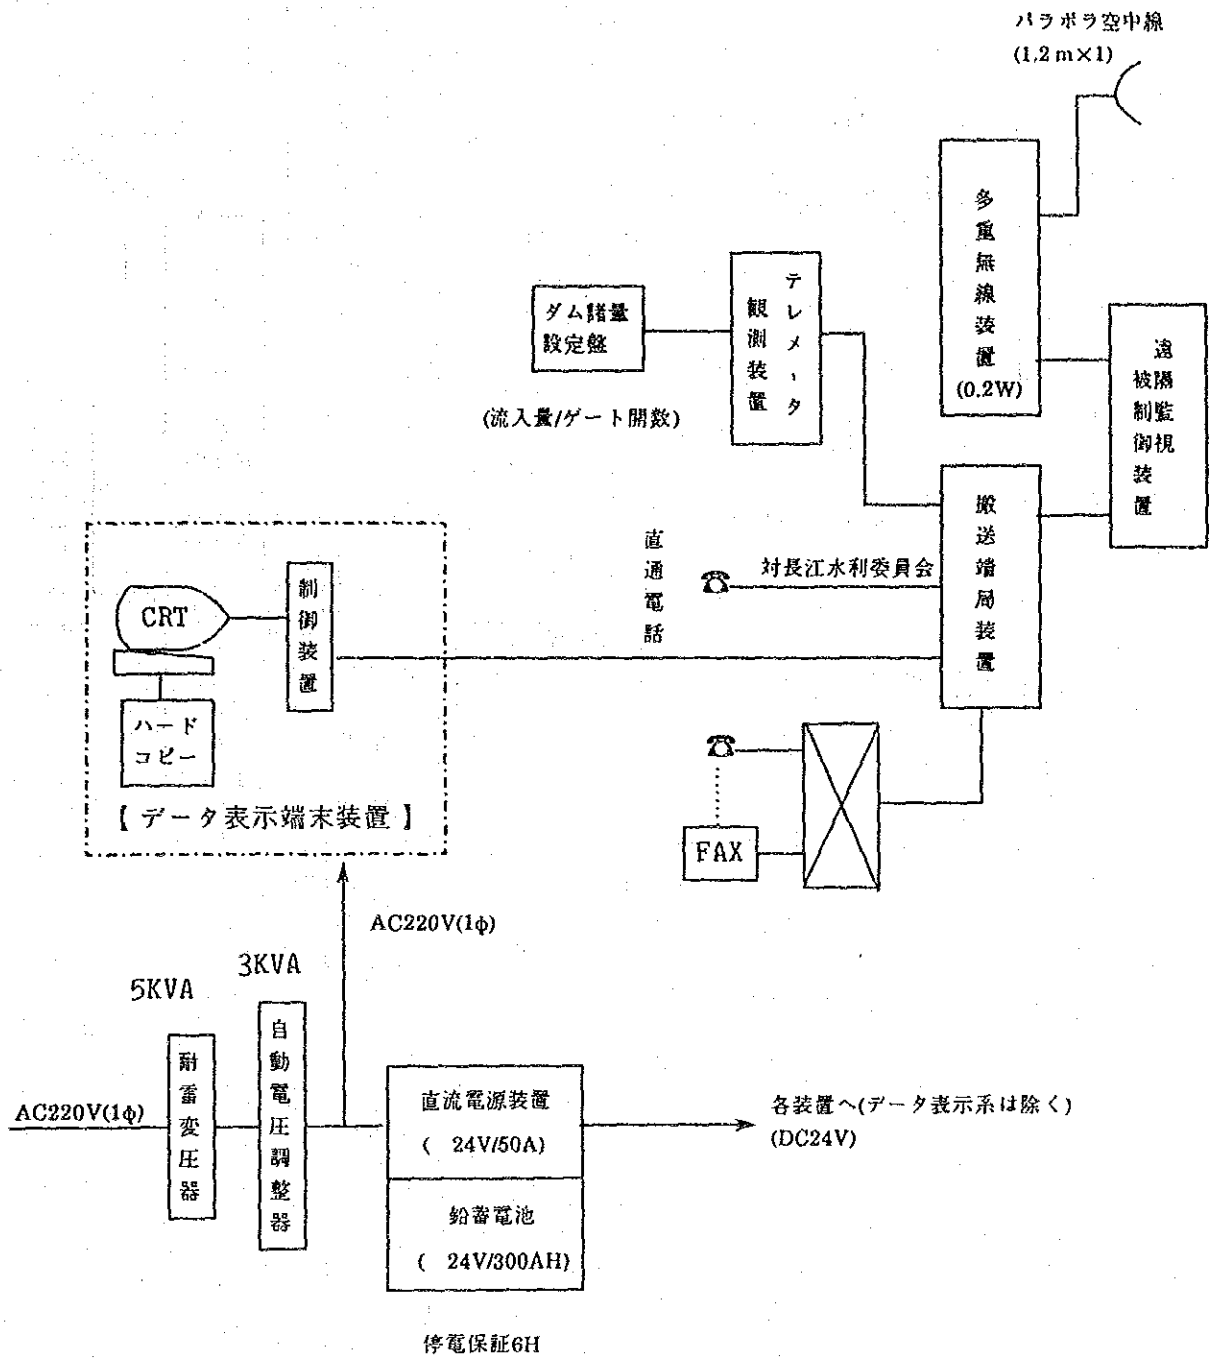 パラボラ空中線
(1.2m×1)
多重無線装置
(0.2W)
テレメータ
観測装置
ダム諸量
設定盤
(流入量/ゲート開数)
遠隔監視
被制御装置
搬送端局装置
直通電話
対長江水利委員会
CRT
制御装置
ハード
コピー
【データ表示端末装置】
FAX
AC220V(1φ)
3KVA
5KVA
自動電圧調整器
耐雷変圧器
AC220V(1φ)
直流電源装置
( 24V/50A)
鉛蓄電池
( 24V/300AH)
各装置へ(データ表示系は除く)
(DC24V)
停電保証6H